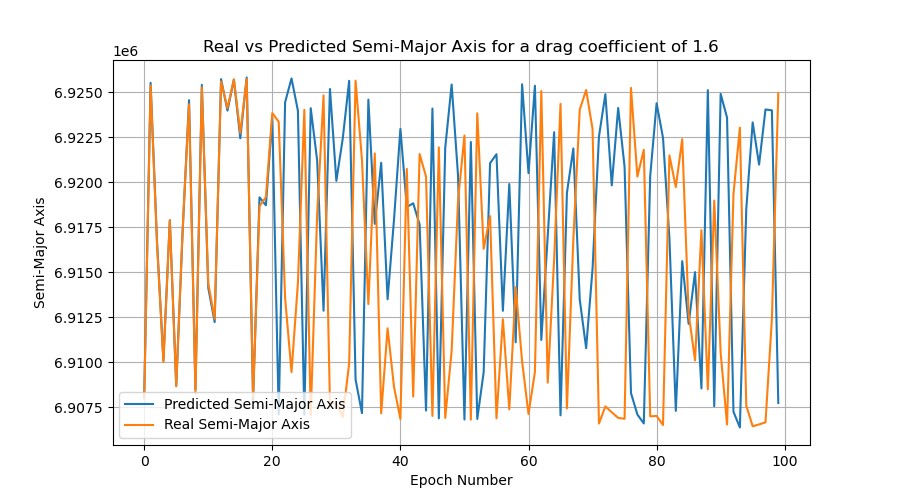 Real vs Predicted Semi-Major Axis for a drag coefficient of 1.6
1e6
6.9250
6.9225
6.9200
6.9175
6.9150
6.9125
6.9100
6.9075
Semi-Major Axis
Predicted Semi-Major Axis
Real Semi-Major Axis
0 20 40 60 80 100
Epoch Number